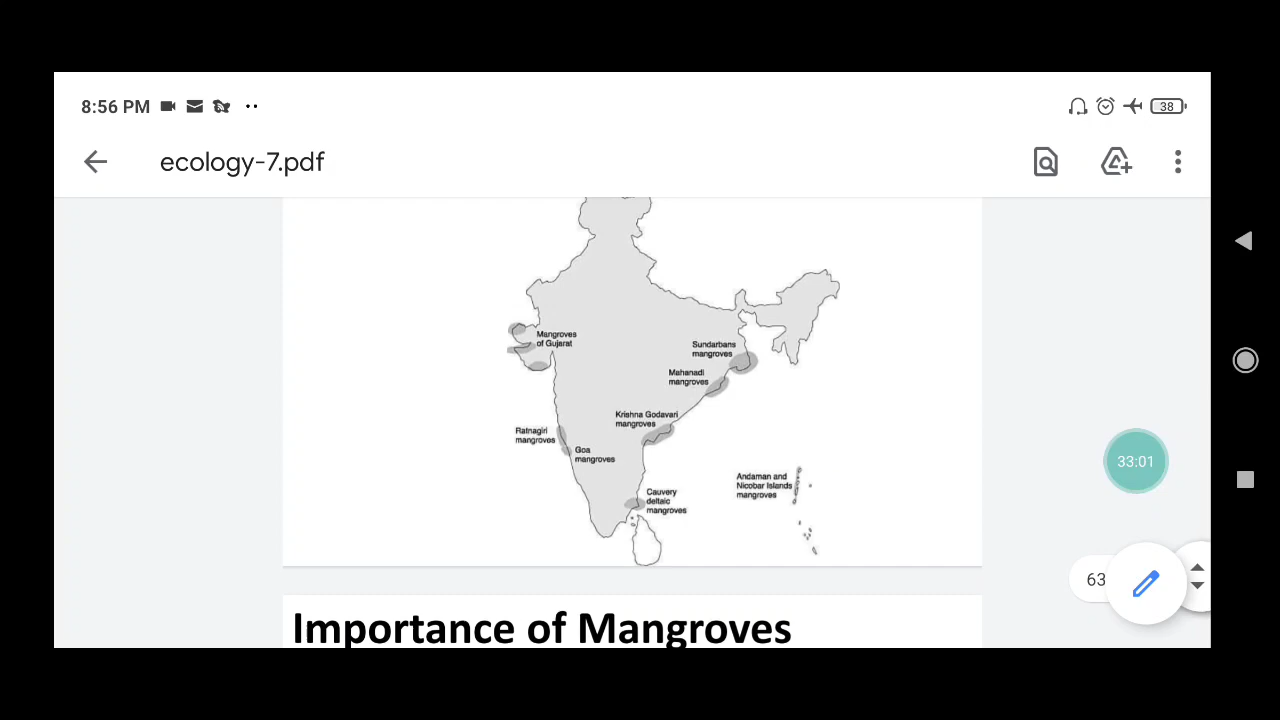 8:56 PM
38
ecology-7.pdf
Mangroves
of Gujarat
Sundarbans
mangroves
Mahanadi
mangroves
Krishna Godavari
mangroves
Ratnagiri
mangroves
Goa
mangroves
Andaman and
Nicobar Islands
mangroves
Cauvery
deltaic
mangroves
33:01
63
Importance of Mangroves